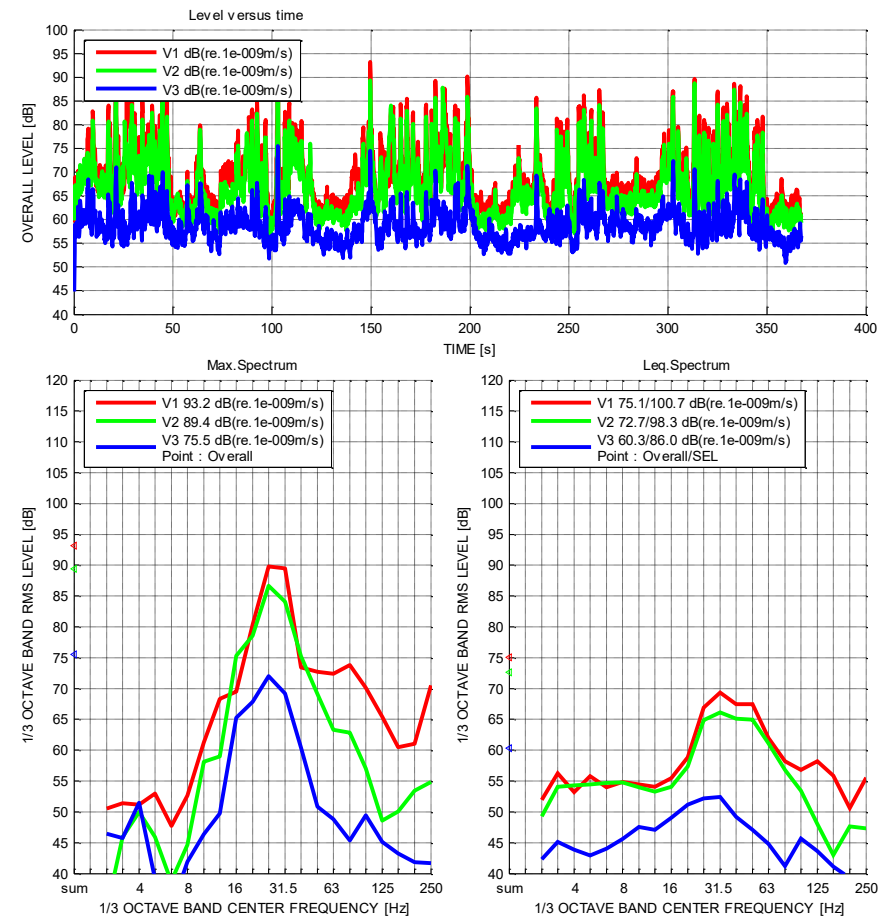 Level versus time
100
95
90
85
80
75
70
65
60
55
50
45
40
OVERALL LEVEL [dB]
V1 dB(re.1e-009m/s)
V2 dB(re.1e-009m/s)
V3 dB(re.1e-009m/s)
0 50 100 150 200 250 300 350 400
TIME [s]
Max.Spectrum
120
115
110
105
100
95
90
85
80
75
70
65
60
55
50
45
40
1/3 OCTAVE BAND RMS LEVEL [dB]
V1 93.2 dB(re.1e-009m/s)
V2 89.4 dB(re.1e-009m/s)
V3 75.5 dB(re.1e-009m/s)
Point : Overall
sum 4 8 16 31.5 63 125 250
1/3 OCTAVE BAND CENTER FREQUENCY [Hz]
Leq.Spectrum
120
115
110
105
100
95
90
85
80
75
70
65
60
55
50
45
40
1/3 OCTAVE BAND RMS LEVEL [dB]
V1 75.1/100.7 dB(re.1e-009m/s)
V2 72.7/98.3 dB(re.1e-009m/s)
V3 60.3/86.0 dB(re.1e-009m/s)
Point : Overall/SEL
sum 4 8 16 31.5 63 125 250
1/3 OCTAVE BAND CENTER FREQUENCY [Hz]